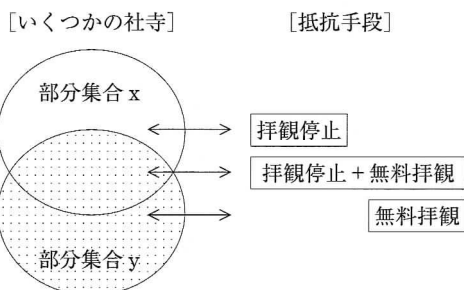 [いくつかの社寺] [抵抗手段]
部分集合 x
拝観停止
拝観停止 + 無料拝観
無料拝観
部分集合 y